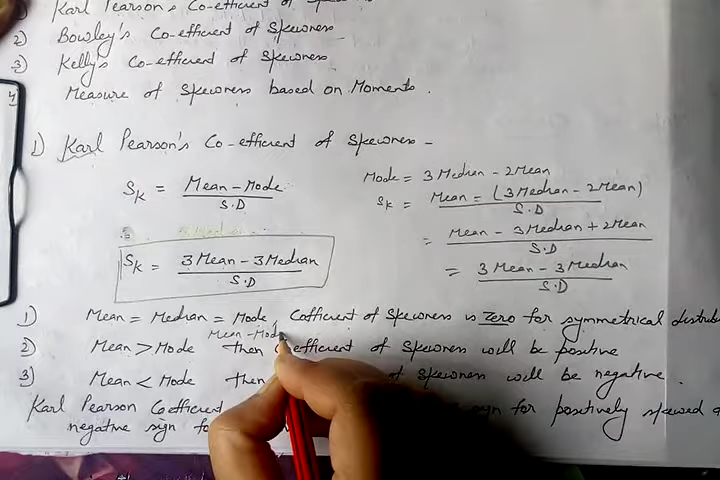 Karl Pearson's Co-efficient of
2) Bowley's Co-efficient of Skewness
3) Kelly's Co-efficient of Skewness
4
Measure of Skewness based on Moments.
1) Karl Pearson's Co-efficient of Skewness –
Sk = Mean – Mode / S.D
Mode = 3 Median – 2 Mean
Sk = Mean = (3 Median – 2 Mean) / S.D
= Mean – 3 Median + 2 Mean / S.D
Sk = 3 Mean – 3 Median / S.D
= 3 Mean – 3 Median / S.D
1) Mean = Median = Mode, Cofficient of Skewness is Zero for symmetrical distrib
Mean – Mod
2) Mean > Mode then Coefficient of Skewness will be positive
3) Mean < Mode then of Skewness will be negative.
Karl Pearson Coefficient sign for positively skewed
negative sign fo